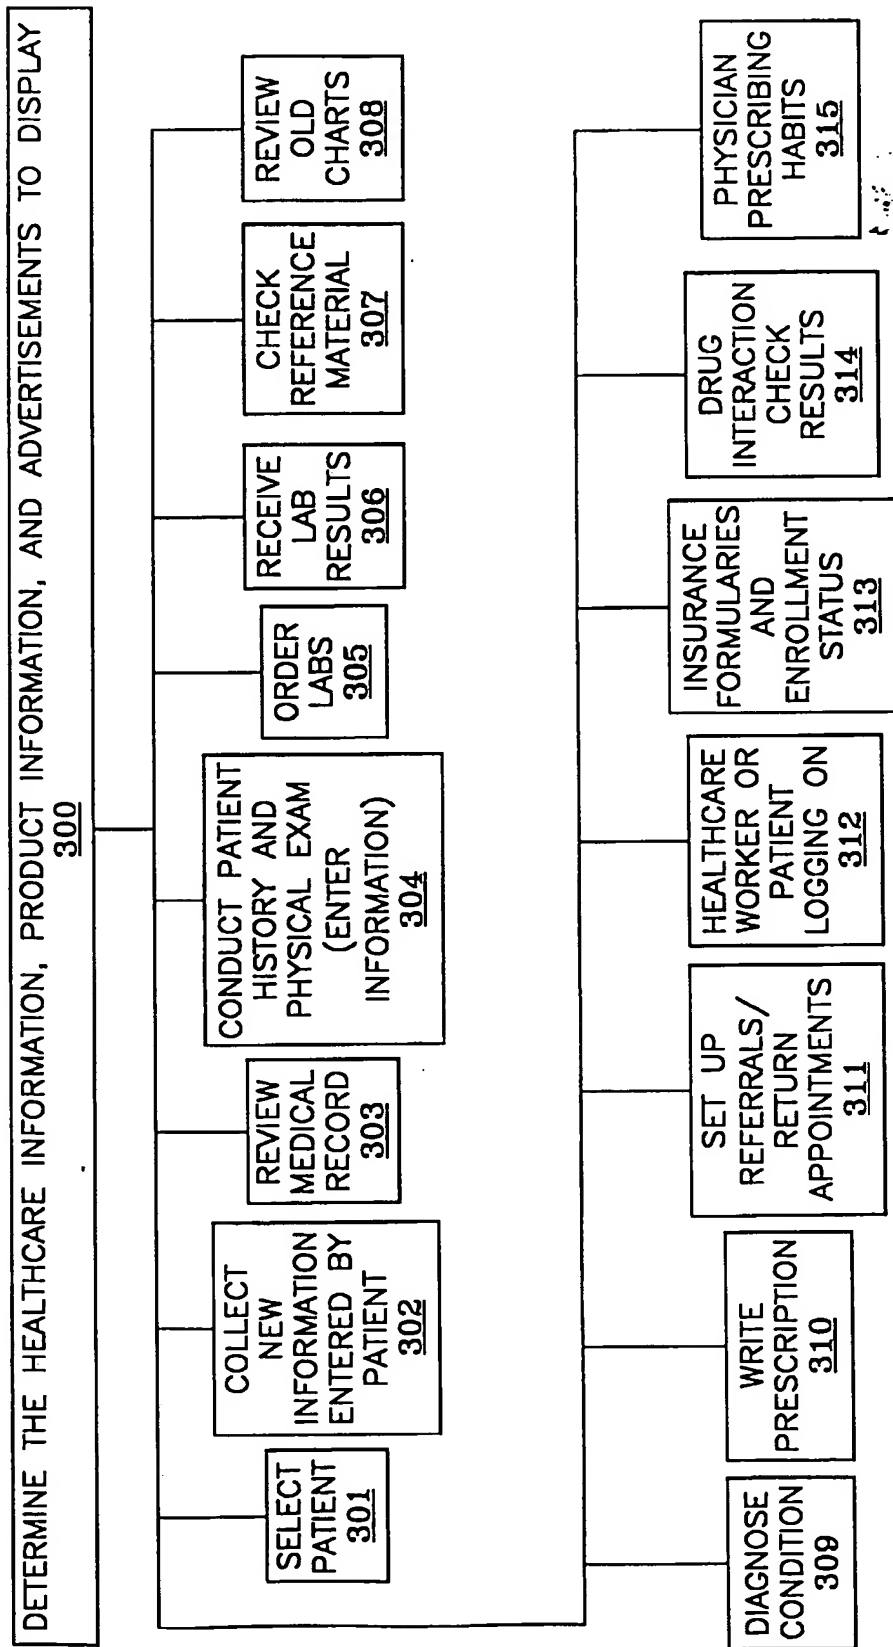 DETERMINE THE HEALTHCARE INFORMATION, PRODUCT INFORMATION, AND ADVERTISEMENTS TO DISPLAY
300
SELECT
PATIENT
301
COLLECT
NEW
INFORMATION
ENTERED BY
PATIENT
302
REVIEW
MEDICAL
RECORD
303
CONDUCT PATIENT
HISTORY AND
PHYSICAL EXAM
(ENTER
INFORMATION)
304
ORDER
LABS
305
RECEIVE
LAB
RESULTS
306
CHECK
REFERENCE
MATERIAL
307
REVIEW
OLD
CHARTS
308
DIAGNOSE
CONDITION
309
WRITE
PRESCRIPTION
310
SET UP
REFERRALS/
RETURN
APPOINTMENTS
311
HEALTHCARE
WORKER OR
PATIENT
LOGGING ON
312
INSURANCE
FORMULARIES
AND
ENROLLMENT
STATUS
313
DRUG
INTERACTION
CHECK
RESULTS
314
PHYSICIAN
PRESCRIBING
HABITS
315